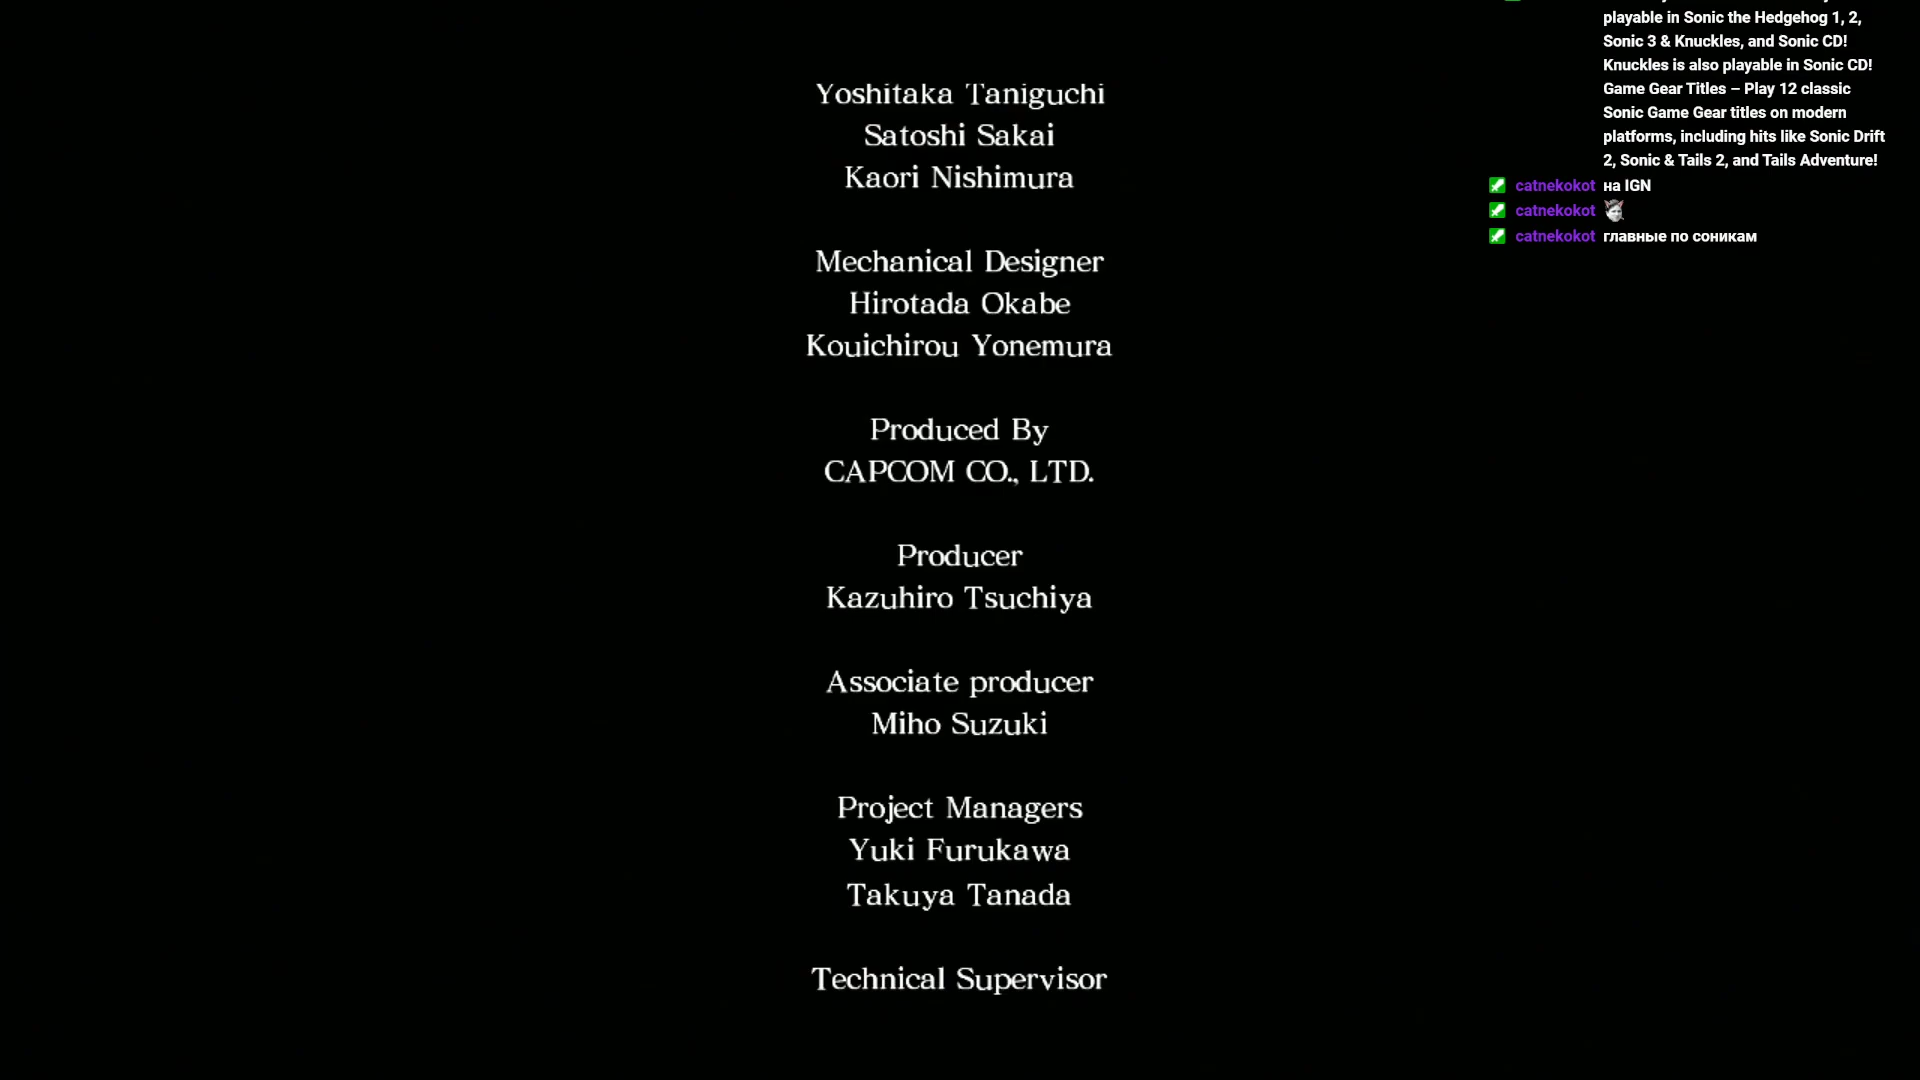 Yoshitaka Taniguchi
Satoshi Sakai
Kaori Nishimura
Mechanical Designer
Hirotada Okabe
Kouichirou Yonemura
Produced By
CAPCOM CO., LTD.
Producer
Kazuhiro Tsuchiya
Associate producer
Miho Suzuki
Project Managers
Yuki Furukawa
Takuya Tanada
Technical Supervisor
playable in Sonic the Hedgehog 1, 2,
Sonic 3 & Knuckles, and Sonic CD!
Knuckles is also playable in Sonic CD!
Game Gear Titles – Play 12 classic
Sonic Game Gear titles on modern
platforms, including hits like Sonic Drift
2, Sonic & Tails 2, and Tails Adventure!
catnekokot на IGN
catnekokot
catnekokot главные по соникам